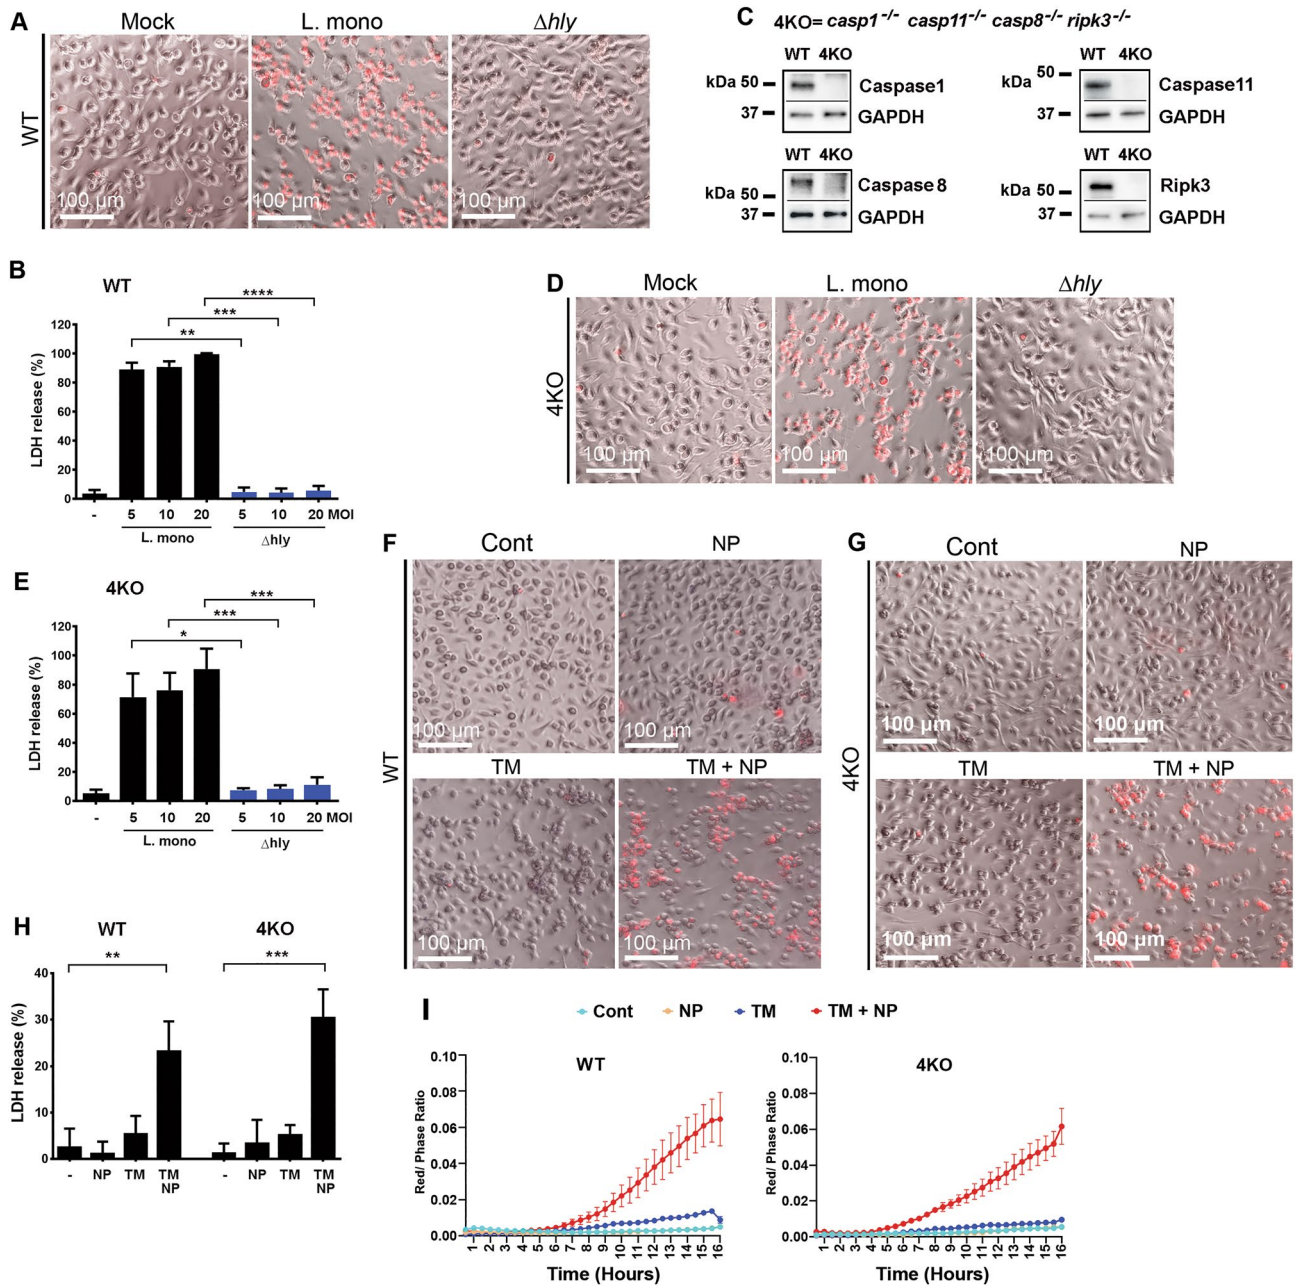 A
Mock
L. mono
Δhly
WT
100 µm
100 µm
100 µm
C
4KO= casp1-/- casp11-/- casp8-/- ripk3-/-
WT 4KO
kDa 50
37
Caspase1
GAPDH
WT 4KO
50
kDa
37
Caspase11
GAPDH
WT 4KO
kDa 50
37
Caspase 8
GAPDH
WT 4KO
kDa 50
37
Ripk3
GAPDH
B
WT
****
***
**
LDH release (%)
120
100
80
60
40
20
0
- 5 10 20 5 10 20 MOI
L. mono
Δhly
D
Mock
L. mono
Δhly
4KO
100 µm
100 µm
100 µm
E
4KO
***
***
*
LDH release (%)
120
100
80
60
40
20
0
- 5 10 20 5 10 20 MOI
L. mono
Δhly
F
Cont
NP
WT
100 µm
100 µm
TM
TM + NP
100 µm
100 µm
G
Cont
NP
4KO
100 µm
100 µm
TM
TM + NP
100 µm
100 µm
H
WT
4KO
**
***
LDH release (%)
40
30
20
10
0
- NP TM TM NP
- NP TM TM NP
I
Cont NP TM TM + NP
WT
Red/ Phase Ratio
0.10
0.08
0.06
0.04
0.02
0.00
1 2 3 4 5 6 7 8 9 10 11 12 13 14 15 16
Time (Hours)
4KO
Red/ Phase Ratio
0.10
0.08
0.06
0.04
0.02
0.00
1 2 3 4 5 6 7 8 9 10 11 12 13 14 15 16
Time (Hours)